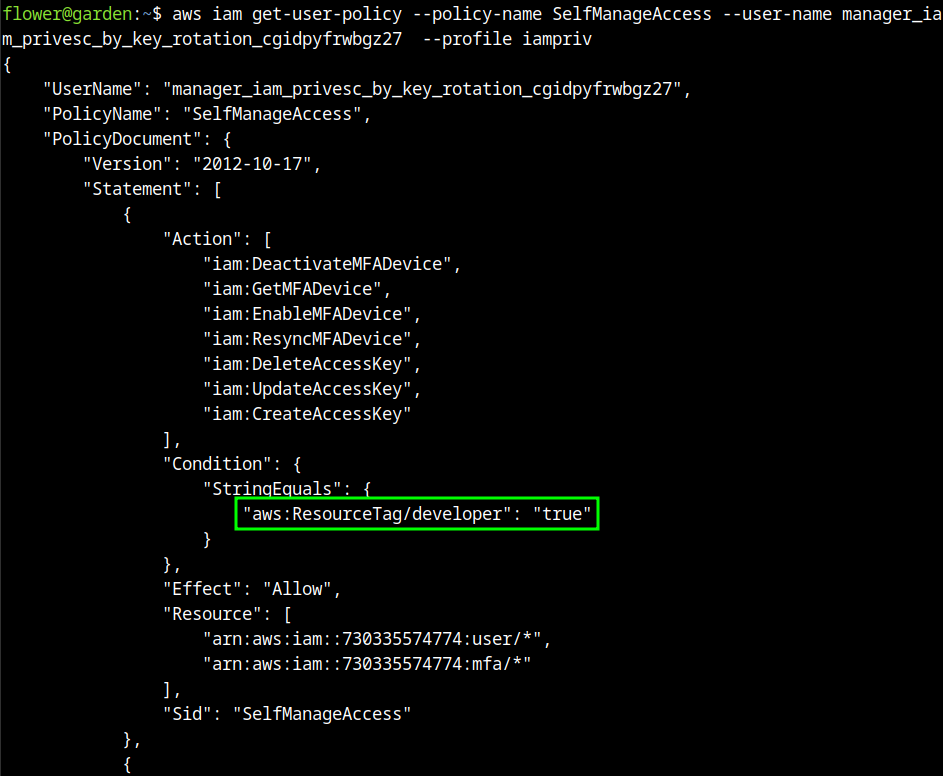 flower@garden:~$ aws iam get-user-policy --policy-name SelfManageAccess --user-name manager_ia
m_privesc_by_key_rotation_cgidpyfrwbgz27  --profile iampriv
{
    "UserName": "manager_iam_privesc_by_key_rotation_cgidpyfrwbgz27",
    "PolicyName": "SelfManageAccess",
    "PolicyDocument": {
        "Version": "2012-10-17",
        "Statement": [
            {
                "Action": [
                    "iam:DeactivateMFADevice",
                    "iam:GetMFADevice",
                    "iam:EnableMFADevice",
                    "iam:ResyncMFADevice",
                    "iam:DeleteAccessKey",
                    "iam:UpdateAccessKey",
                    "iam:CreateAccessKey"
                ],
                "Condition": {
                    "StringEquals": {
                        "aws:ResourceTag/developer": "true"
                    }
                },
                "Effect": "Allow",
                "Resource": [
                    "arn:aws:iam::730335574774:user/*",
                    "arn:aws:iam::730335574774:mfa/*"
                ],
                "Sid": "SelfManageAccess"
            },
            {